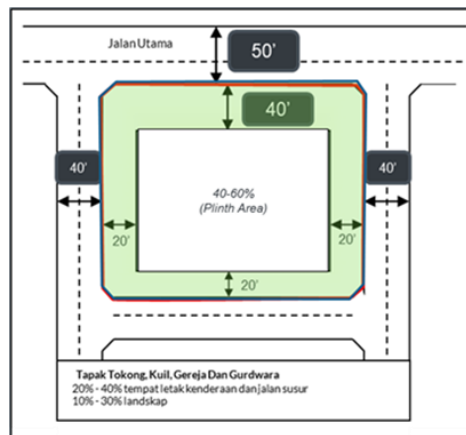 Jalan Utama
50'
40'
40'
40'
40-60%
(Plinth Area)
20'
20'
20'
Tapak Tokong, Kuil, Gereja Dan Gurdwara
20% - 40% tempat letak kenderaan dan jalan susur
10% - 30% landskap